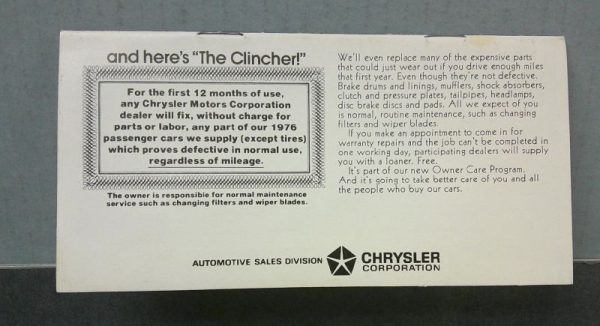 and here's "The Clincher!"
For the first 12 months of use,
any Chrysler Motors Corporation
dealer will fix, without charge for
parts or labor, any part of our 1976
passenger cars we supply (except tires)
which proves defective in normal use,
regardless of mileage.
The owner is responsible for normal maintenance
service such as changing filters and wiper blades.
We'll even replace many of the expensive parts
that could just wear out if you drive enough miles
that first year. Even though they're not defective.
Brake drums and linings, mufflers, shock absorbers,
clutch and pressure plates, tailpipes, headlamps,
disc brake discs and pads. All we expect of you
is normal, routine maintenance, such as changing
filters and wiper blades.
If you make an appointment to come in for
warranty repairs and the job can't be completed in
one working day, participating dealers will supply
you with a loaner. Free.
It's part of our new Owner Care Program.
And it's going to take better care of you and all
the people who buy our cars.
AUTOMOTIVE SALES DIVISION
CHRYSLER
CORPORATION